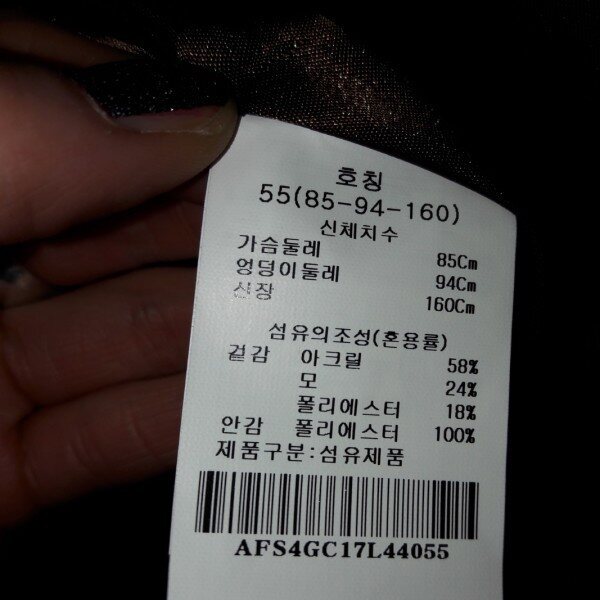 호칭
55(85-94-160)
신체치수
가슴둘레 85Cm
엉덩이둘레 94Cm
신장 160Cm
섬유의조성(혼용률)
겉감 아크릴 58%
모 24%
폴리에스터 18%
안감 폴리에스터 100%
제품구분:섬유제품
AFS4GC17L44055